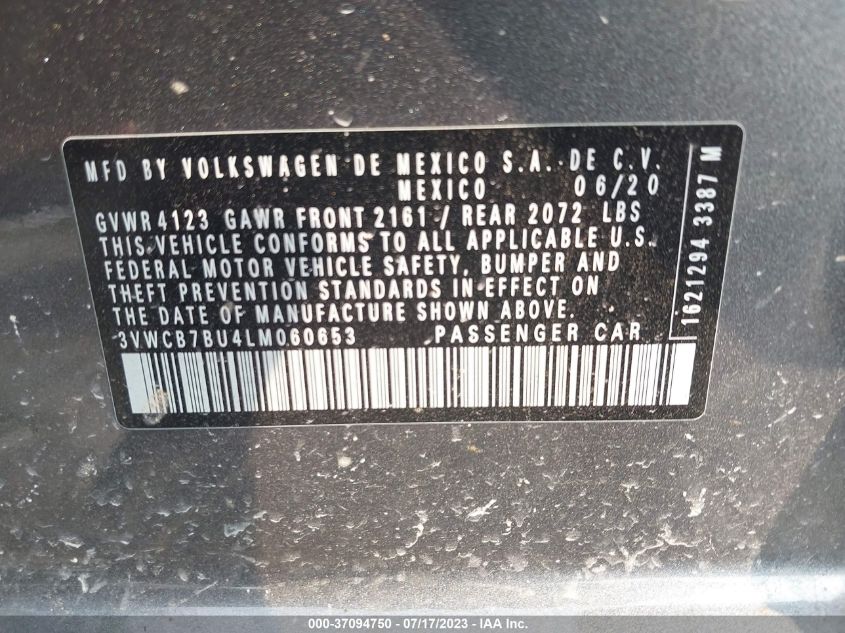 MFD BY VOLKSWAGEN DE MEXICO S.A. DE C.V.
MEXICO 06/20
GVWR 4123 GAWR FRONT 2161 / REAR 2072 LBS
THIS VEHICLE CONFORMS TO ALL APPLICABLE U.S.
FEDERAL MOTOR VEHICLE SAFETY, BUMPER AND
THEFT PREVENTION STANDARDS IN EFFECT ON
THE DATE OF MANUFACTURE SHOWN ABOVE.
3VWCB7BU4LM060653 PASSENGER CAR
1621294 3387 M
000-37094750 - 07/17/2023 - IAA Inc.